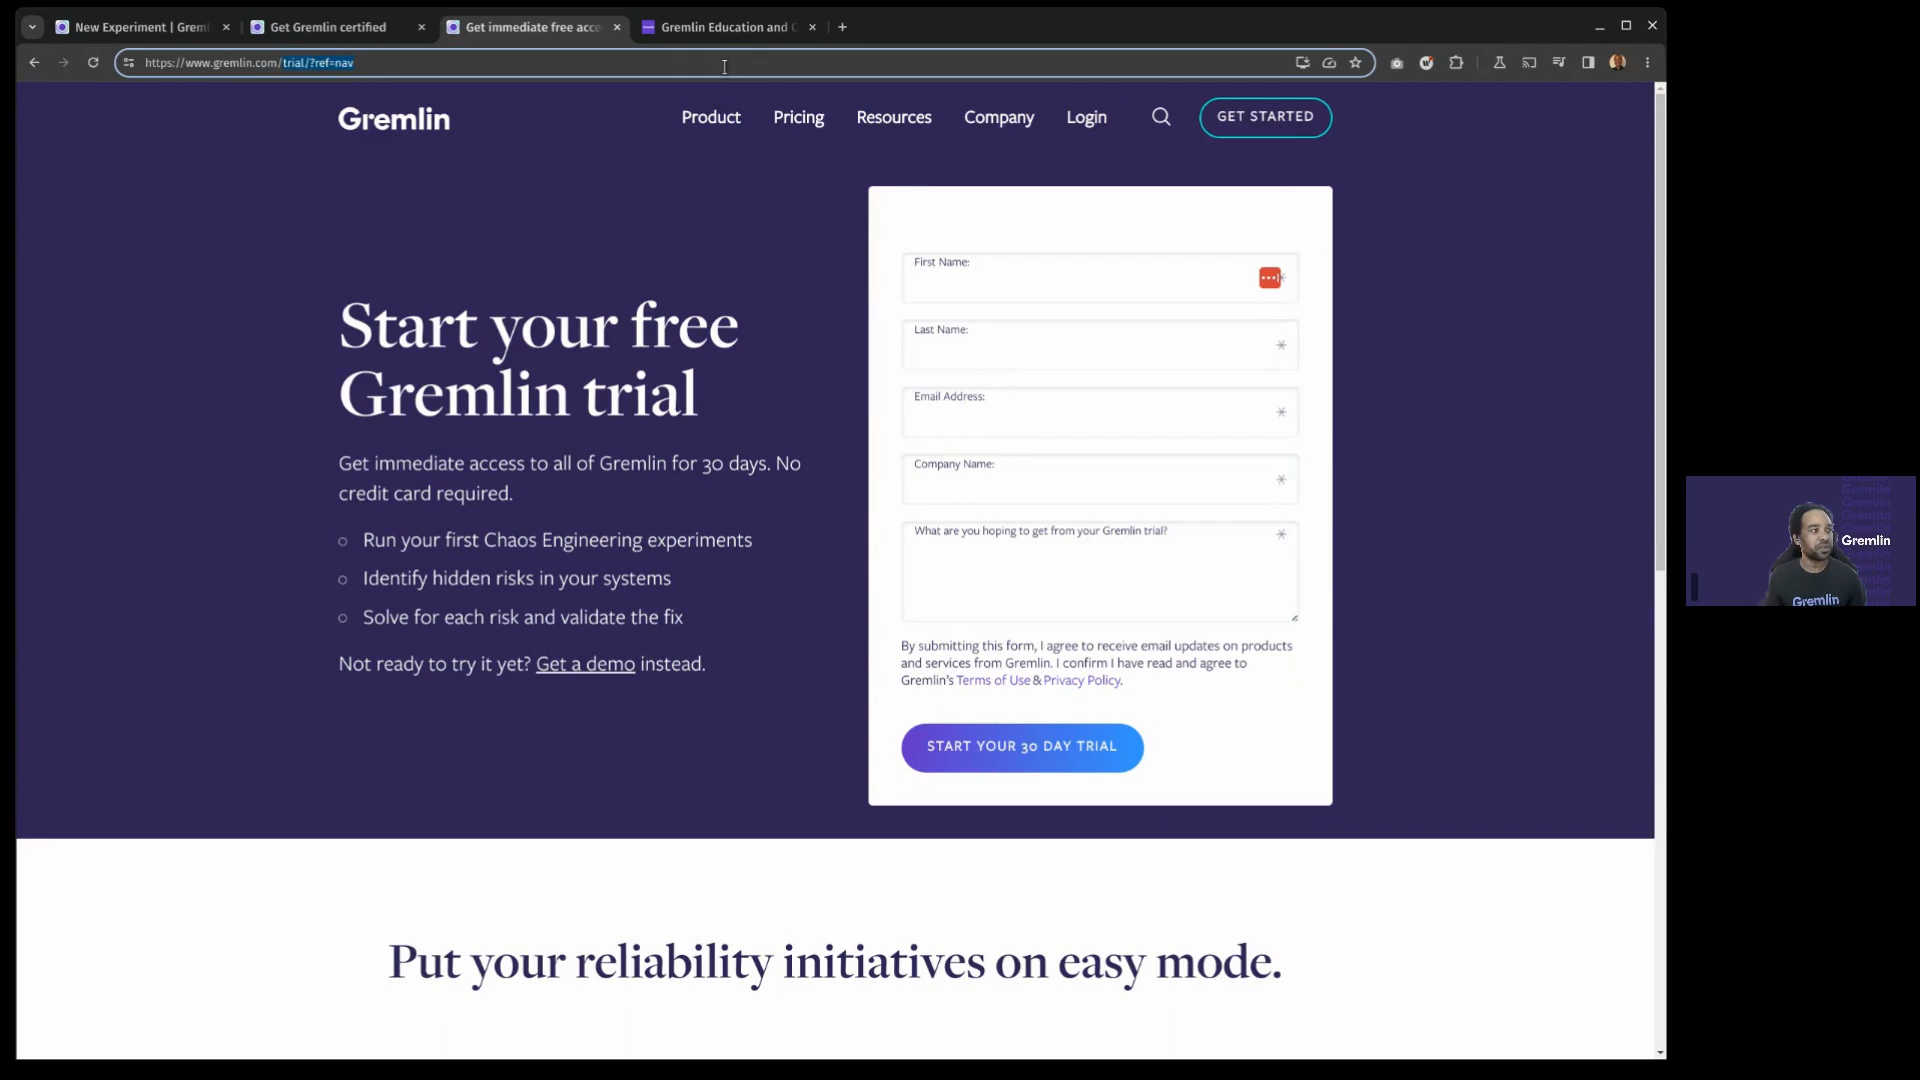 New Experiment | Greml
Get Gremlin certified
Get immediate free acce
Gremlin Education and C
https://www.gremlin.com/trial/?ref=nav
Gremlin
Product
Pricing
Resources
Company
Login
GET STARTED
Start your free
Gremlin trial
Get immediate access to all of Gremlin for 30 days. No
credit card required.
Run your first Chaos Engineering experiments
Identify hidden risks in your systems
Solve for each risk and validate the fix
Not ready to try it yet? Get a demo instead.
First Name:
Last Name:
Email Address:
Company Name:
What are you hoping to get from your Gremlin trial?
By submitting this form, I agree to receive email updates on products
and services from Gremlin. I confirm I have read and agree to
Gremlin's Terms of Use & Privacy Policy.
START YOUR 30 DAY TRIAL
Put your reliability initiatives on easy mode.
Gremlin
Gremlin